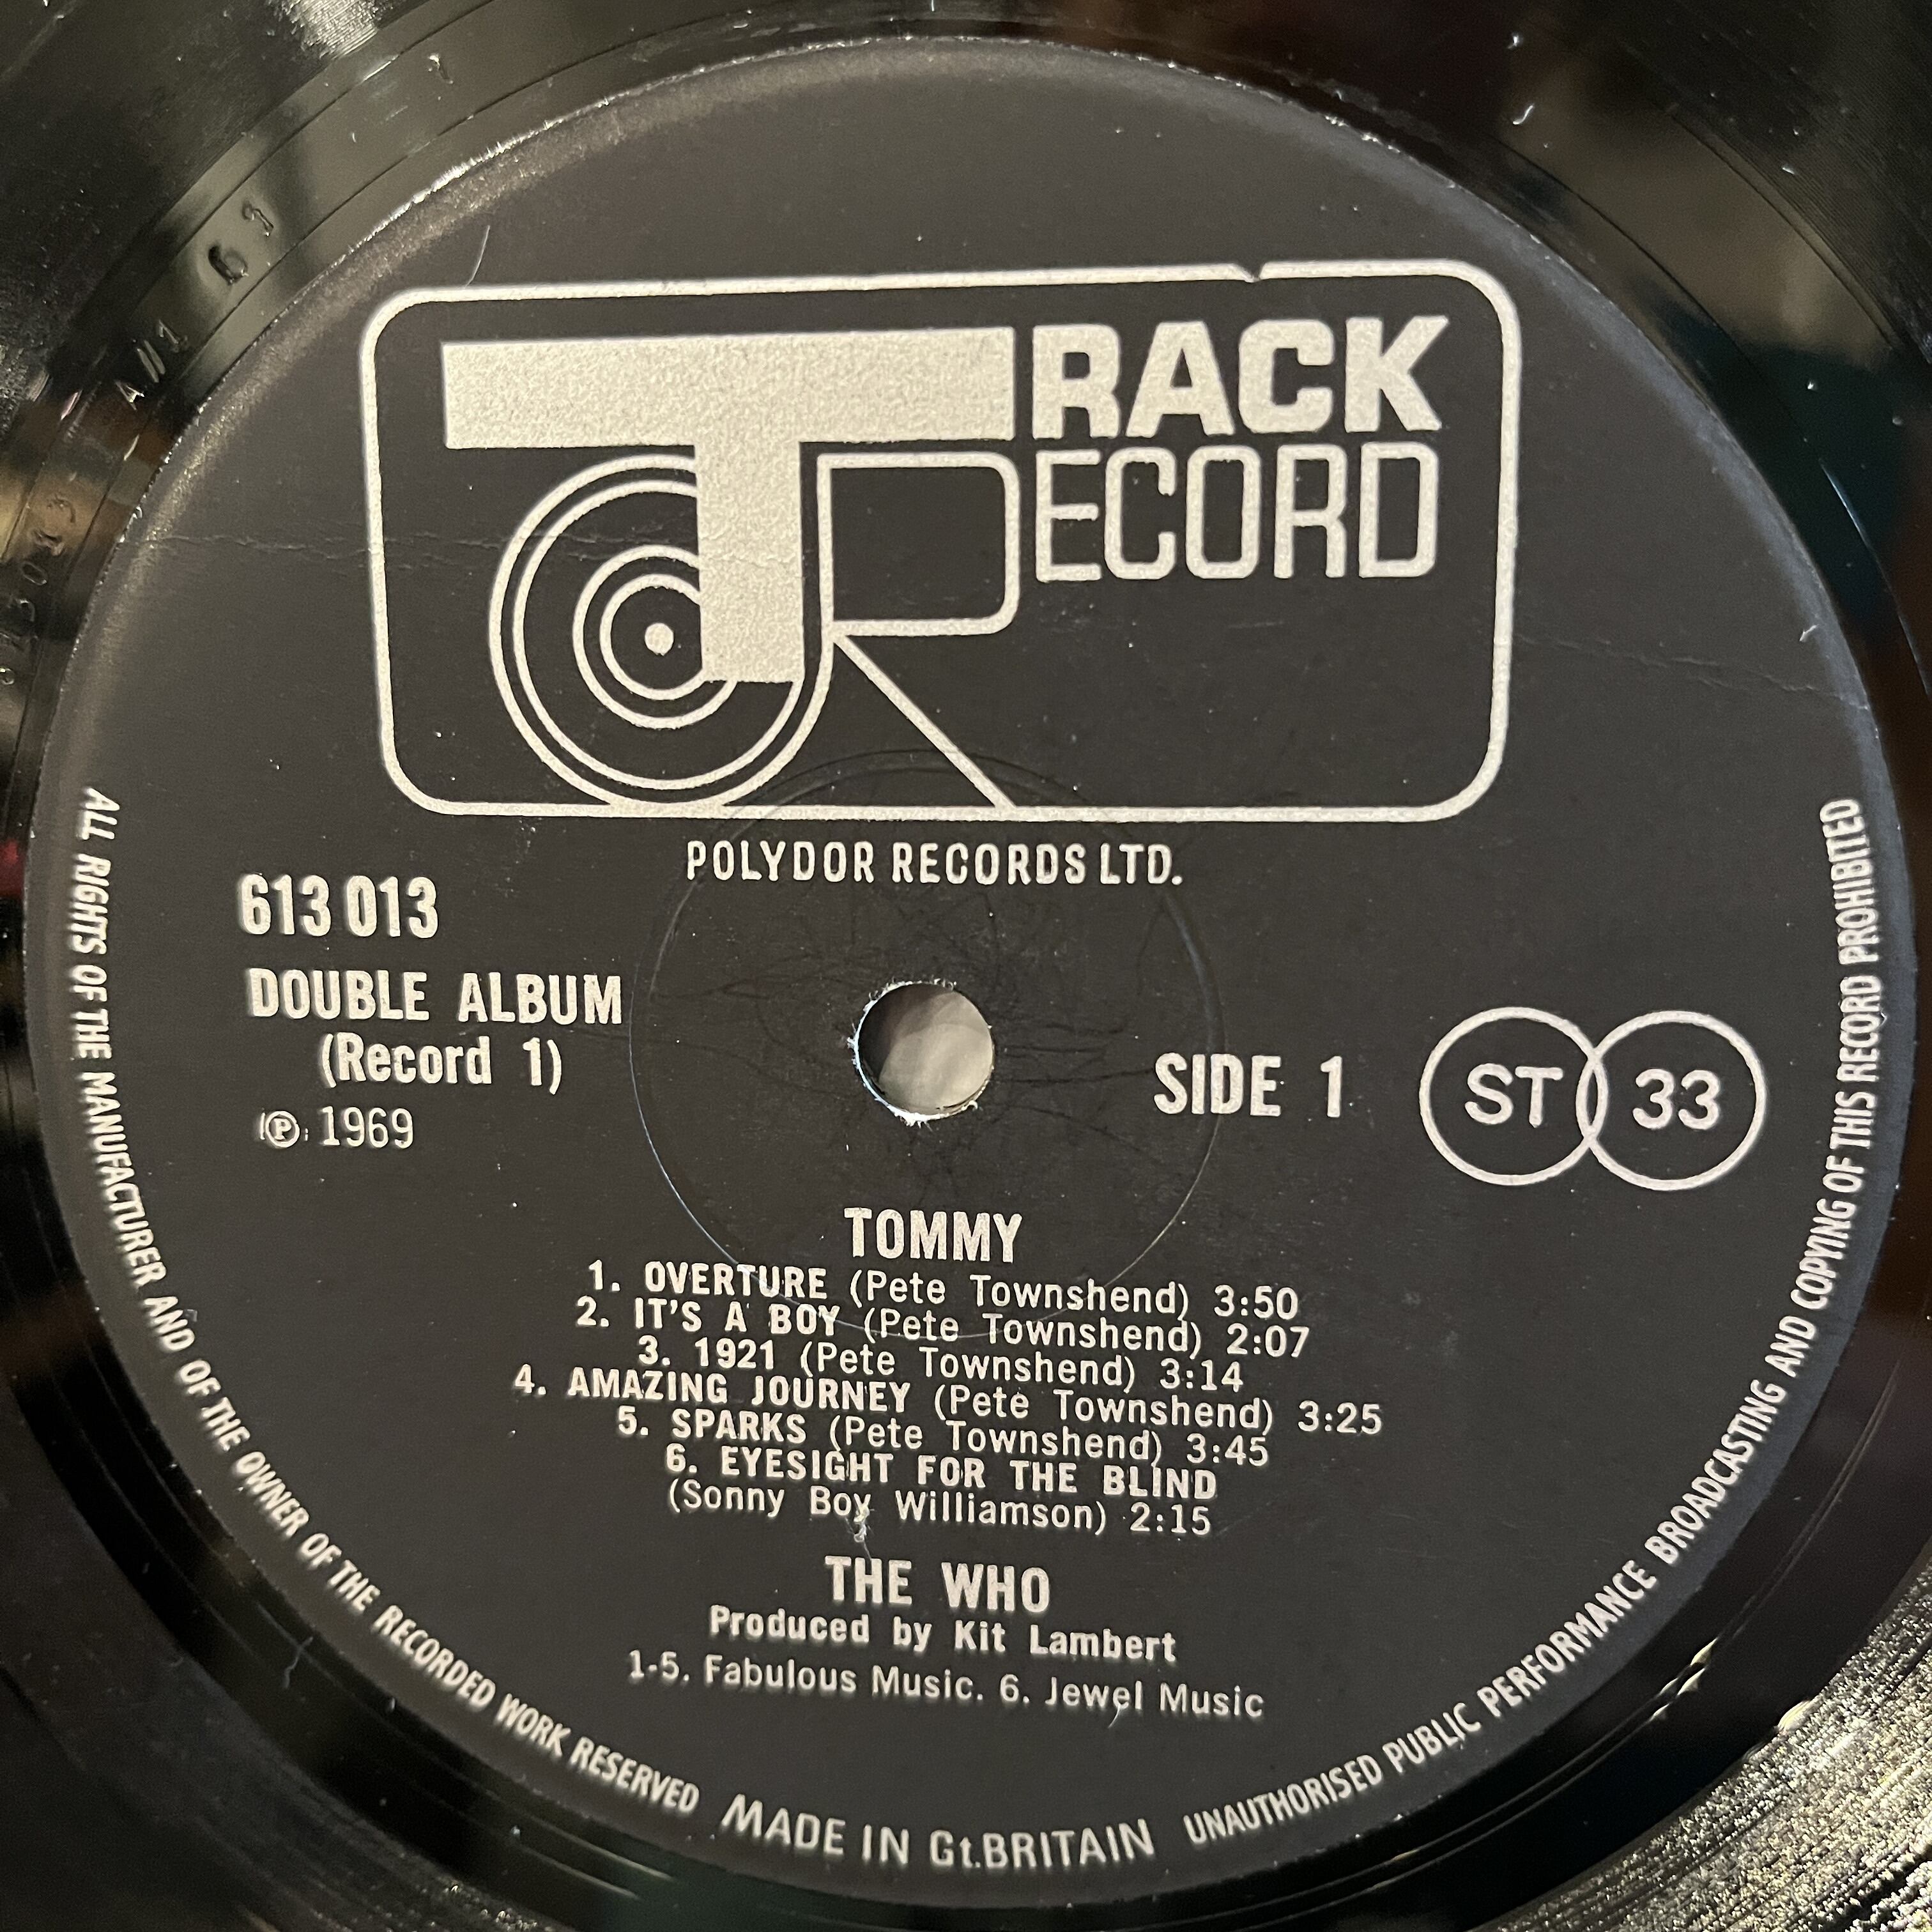 TRACK
RECORD
POLYDOR RECORDS LTD.
613 013
DOUBLE ALBUM
(Record 1)
℗ 1969
SIDE 1
ST 33
TOMMY
1. OVERTURE (Pete Townshend) 3:50
2. IT'S A BOY (Pete Townshend) 2:07
3. 1921 (Pete Townshend) 3:14
4. AMAZING JOURNEY (Pete Townshend) 3:25
5. SPARKS (Pete Townshend) 3:45
6. EYESIGHT FOR THE BLIND
(Sonny Boy Williamson) 2:15
THE WHO
Produced by Kit Lambert
1-5. Fabulous Music. 6. Jewel Music
ALL RIGHTS OF THE MANUFACTURER AND OF THE OWNER OF THE RECORDED WORK RESERVED
MADE IN Gt.BRITAIN
UNAUTHORISED PUBLIC PERFORMANCE BROADCASTING AND COPYING OF THIS RECORD PROHIBITED